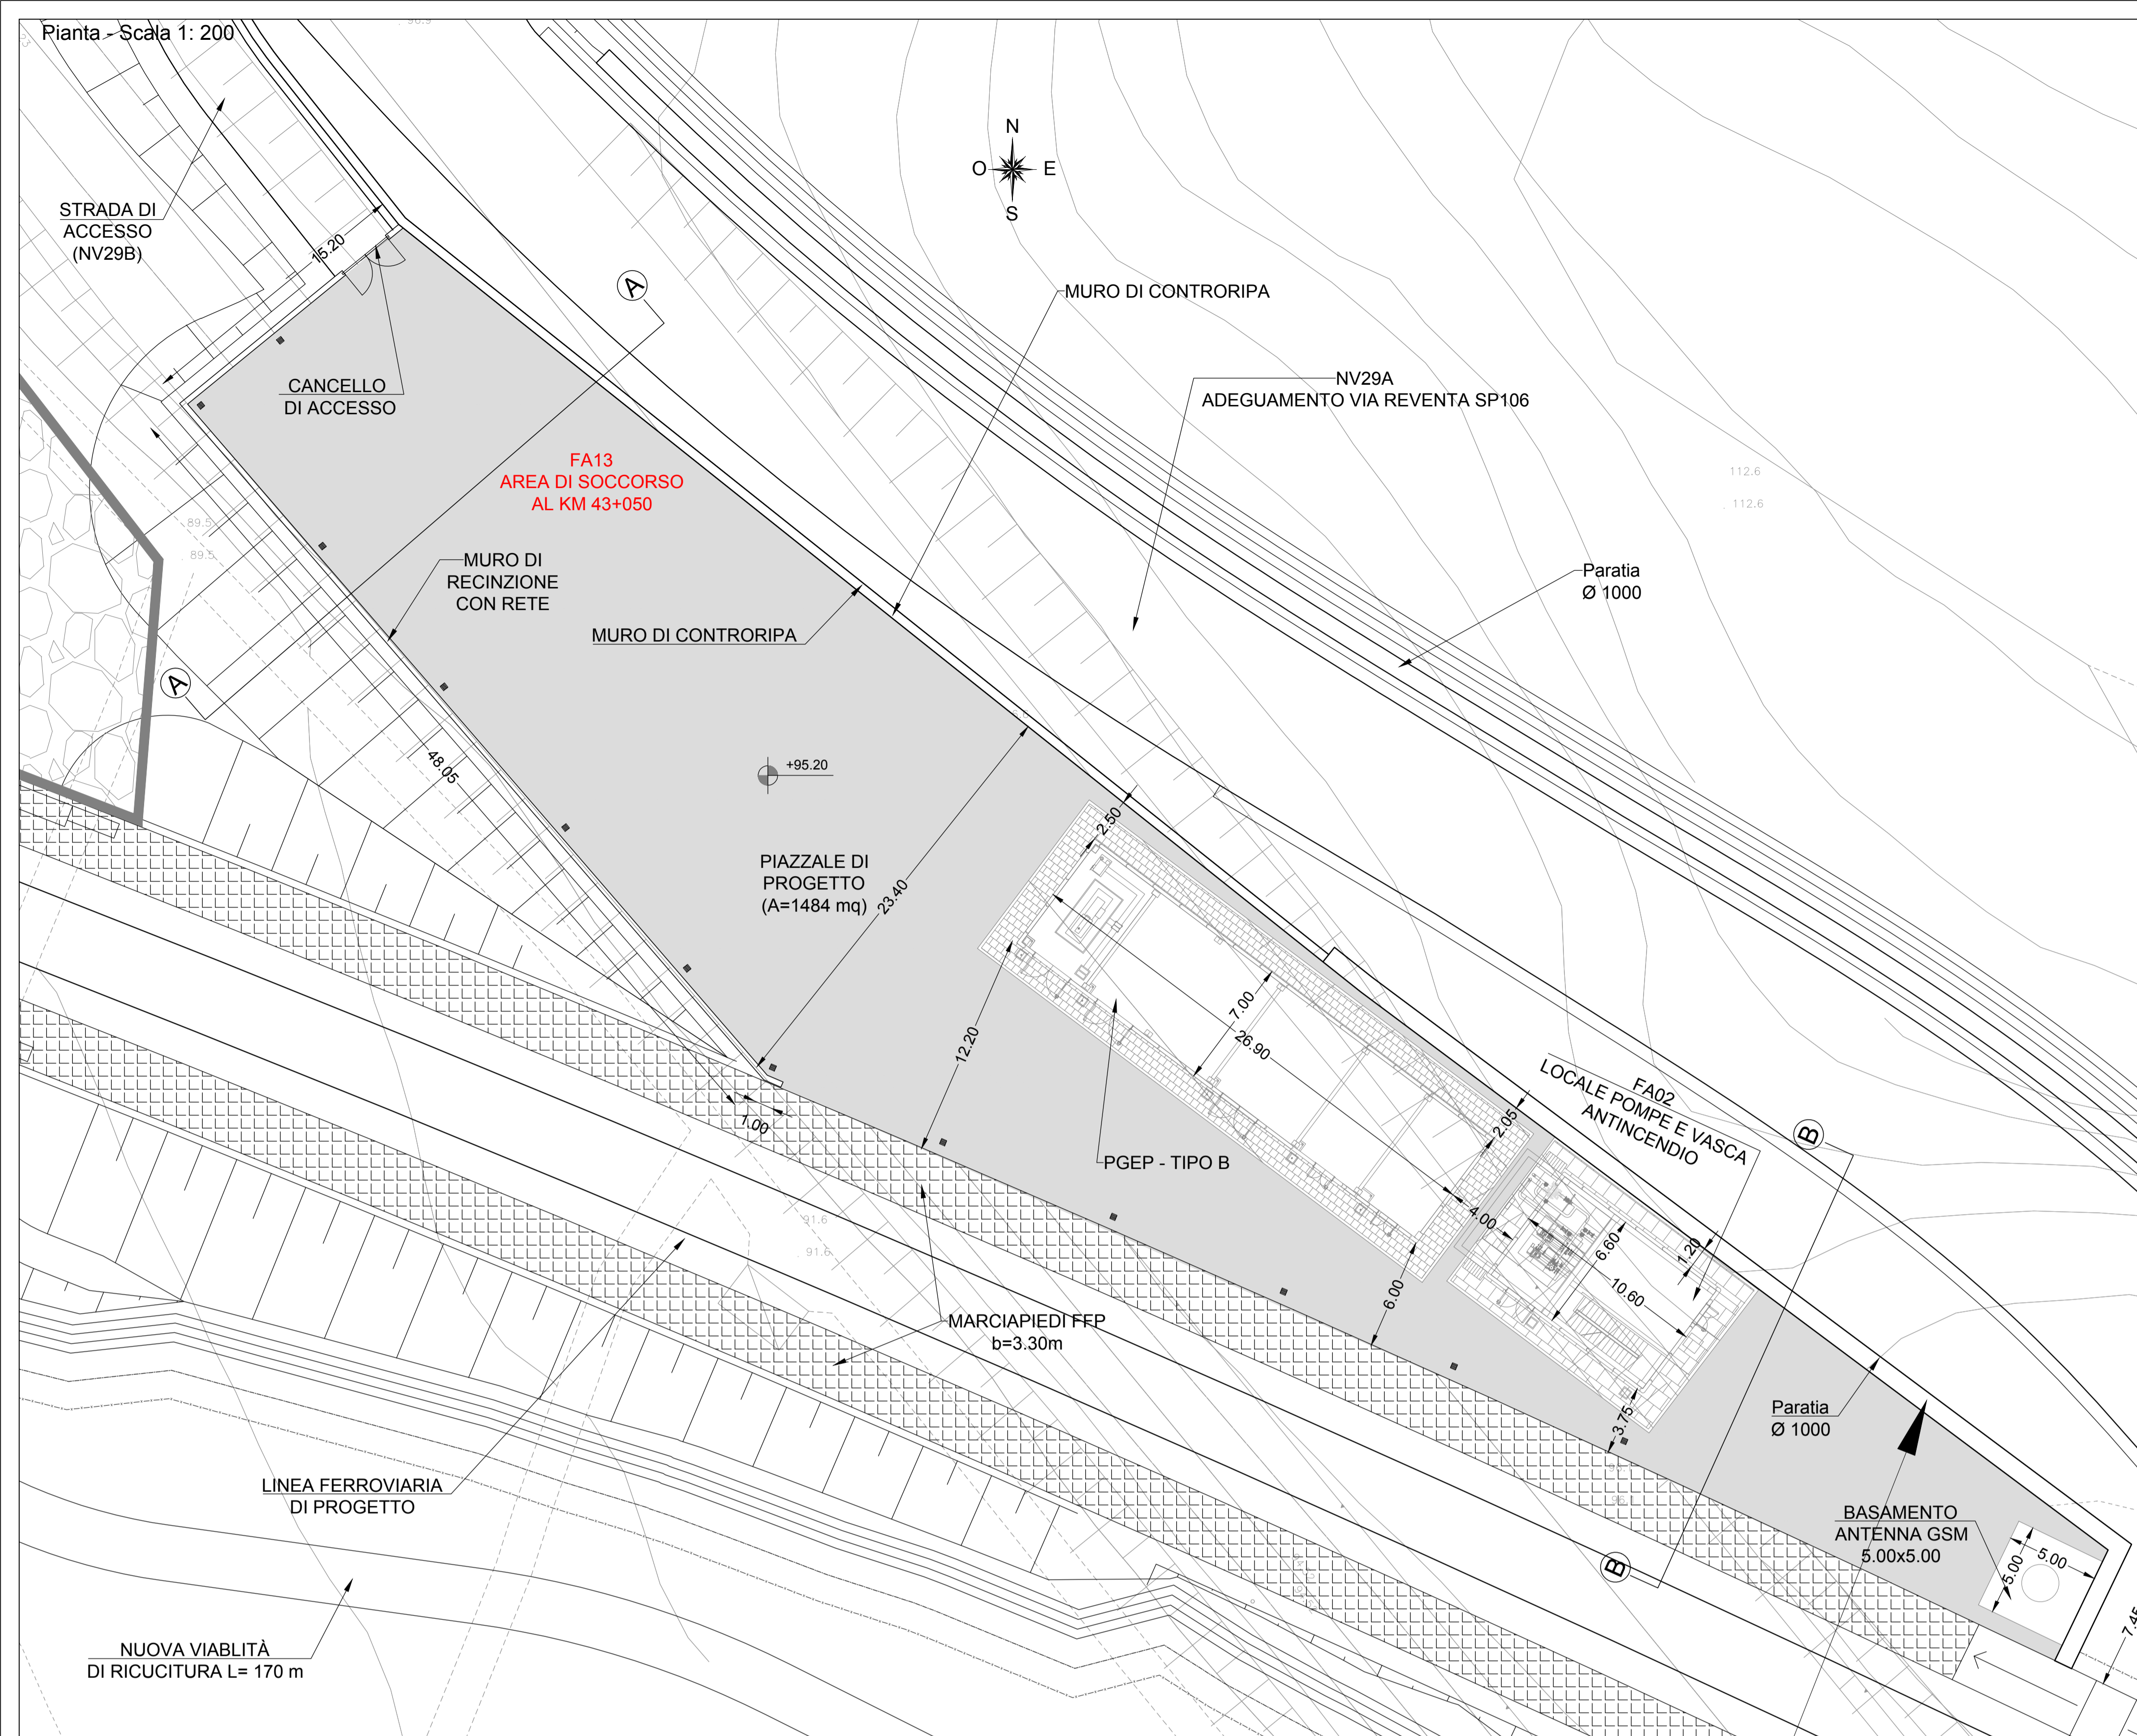 Pianta - Scala 1: 200
90.9
N
O
E
S
STRADA DI
ACCESSO
(NV29B)
15.20
A
MURO DI CONTRORIPA
CANCELLO
DI ACCESSO
NV29A
ADEGUAMENTO VIA REVENTA SP106
FA13
AREA DI SOCCORSO
AL KM 43+050
112.6
112.6
89.5
89.5
MURO DI
RECINZIONE
CON RETE
Paratia
Ø 1000
MURO DI CONTRORIPA
A
48.05
+95.20
2.50
PIAZZALE DI
PROGETTO
(A=1484 mq)
23.40
7.00
26.90
12.20
1.00
2.05
FA02
LOCALE POMPE E VASCA
ANTINCENDIO
B
PGEP - TIPO B
4.00
6.60
1.20
10.60
91.6
91.6
6.00
MARCIAPIEDI FFP
b=3.30m
3.75
Paratia
Ø 1000
LINEA FERROVIARIA
DI PROGETTO
B
BASAMENTO
ANTENNA GSM
5.00x5.00
5.00
5.00
7.45
NUOVA VIABLITÀ
DI RICUCITURA L= 170 m